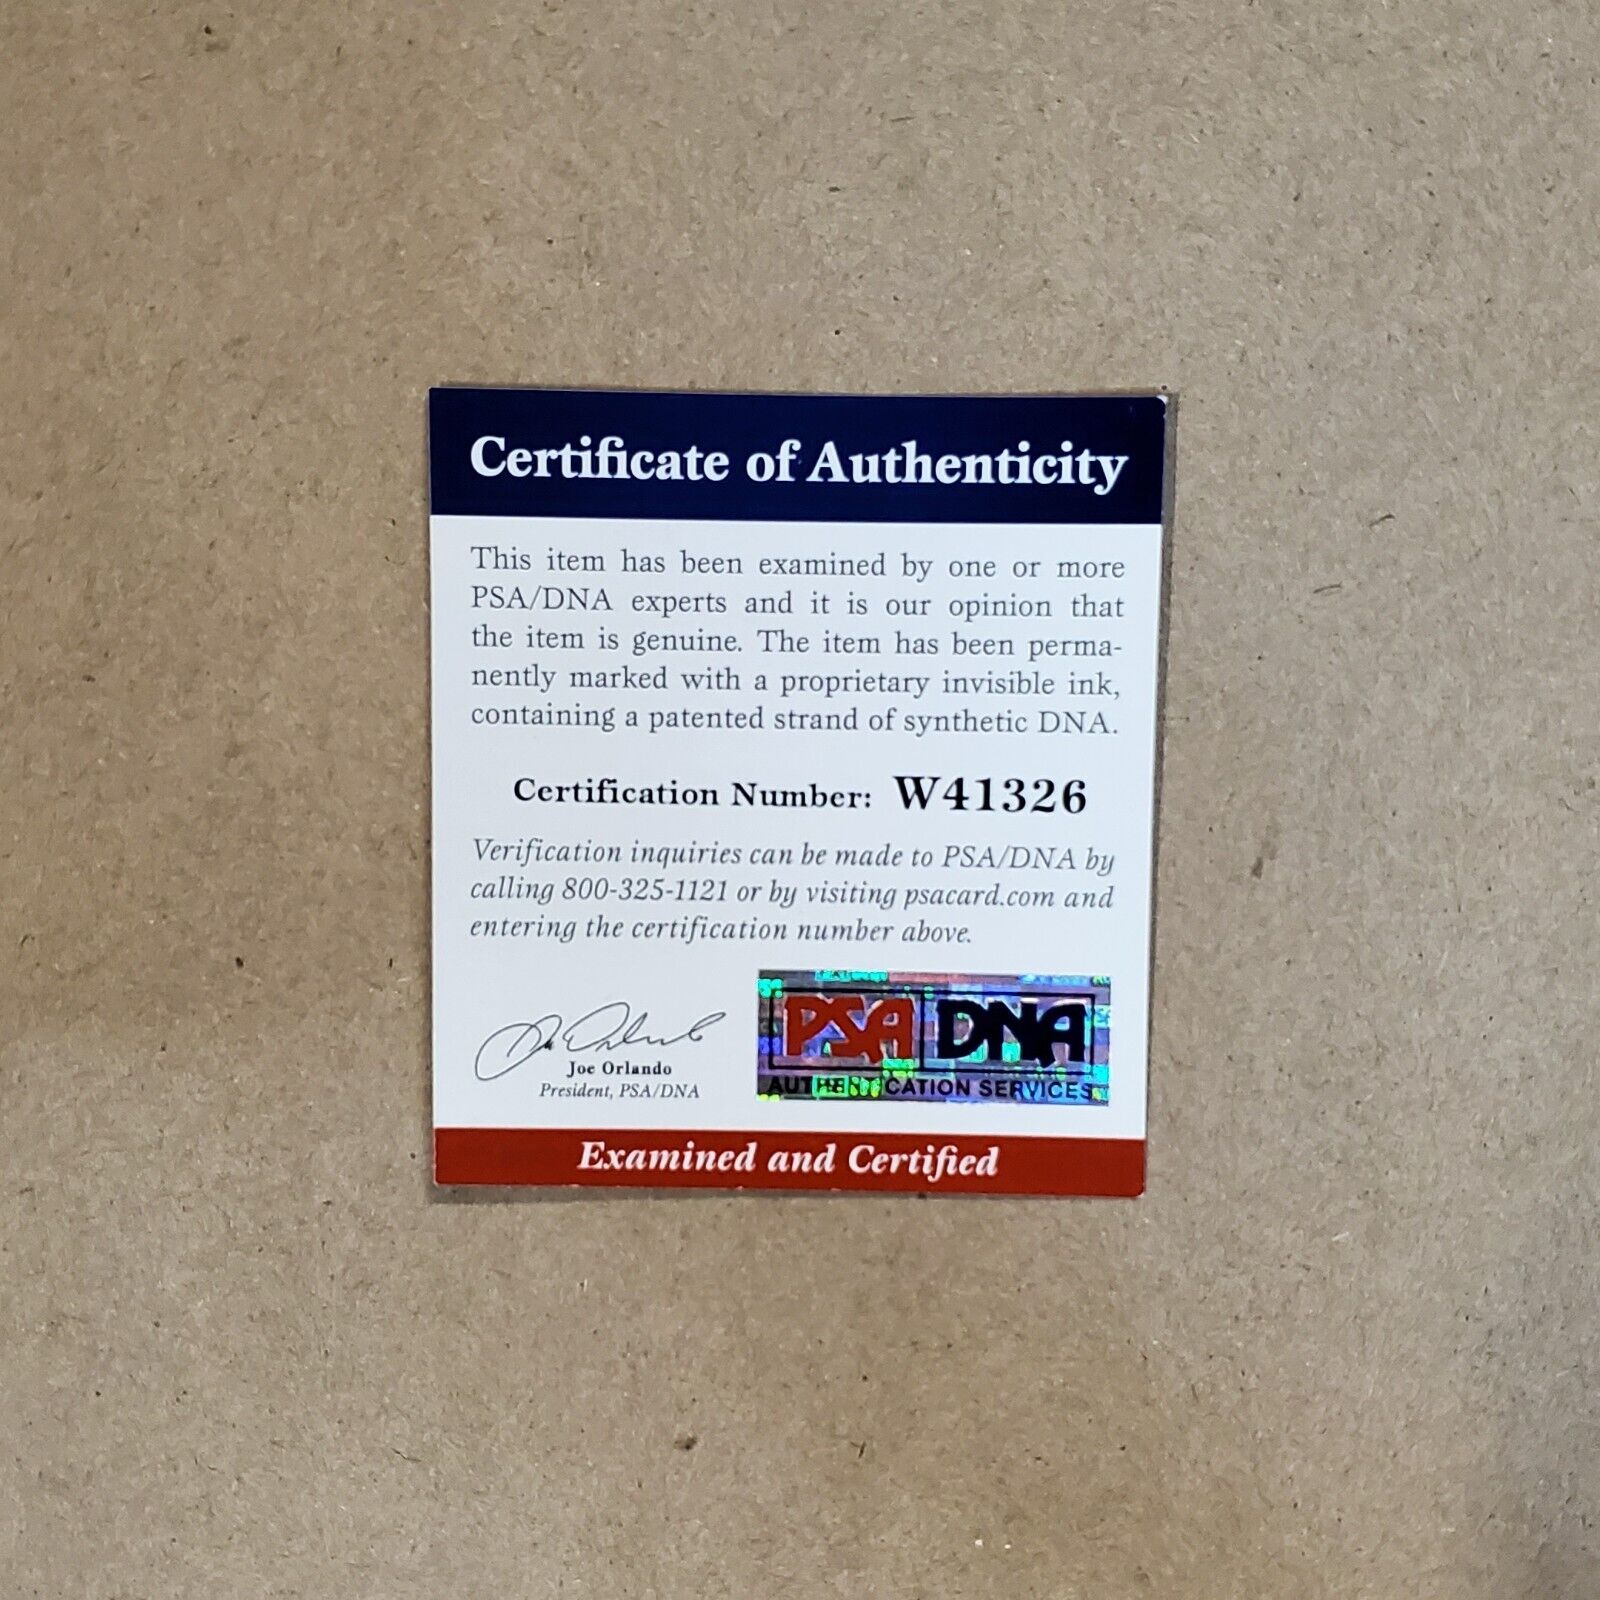 Certificate of Authenticity
This item has been examined by one or more
PSA/DNA experts and it is our opinion that
the item is genuine. The item has been perma-
nently marked with a proprietary invisible ink,
containing a patented strand of synthetic DNA.
Certification Number: W41326
Verification inquiries can be made to PSA/DNA by
calling 800-325-1121 or by visiting psacard.com and
entering the certification number above.
Joe Orlando
President, PSA/DNA
PSA DNA
AUTHENTICATION SERVICES
Examined and Certified